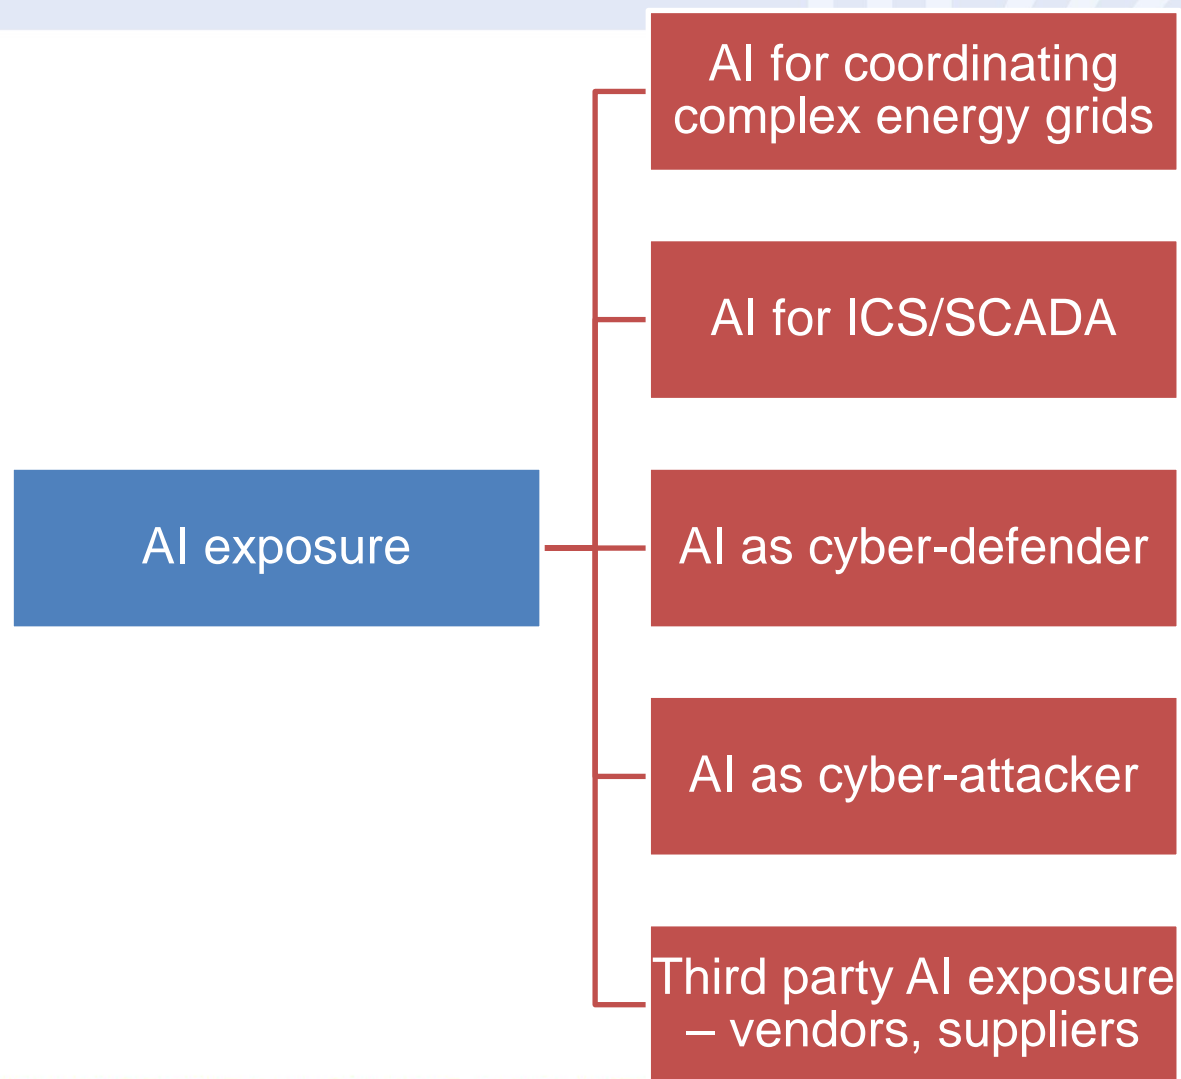 AI for coordinating
complex energy grids
AI for ICS/SCADA
AI exposure
AI as cyber-defender
AI as cyber-attacker
Third party AI exposure
– vendors, suppliers